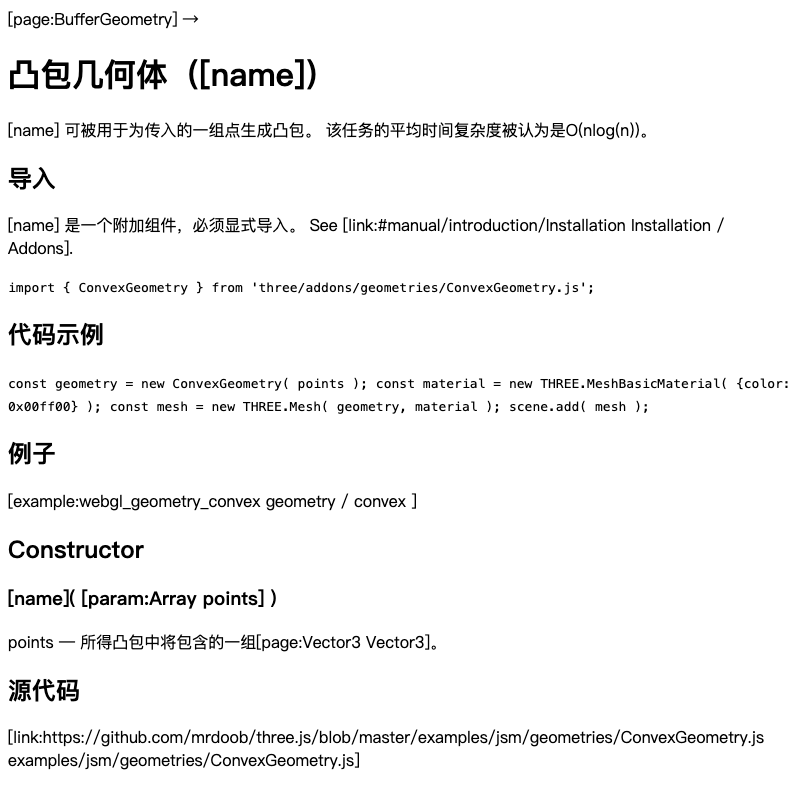 [page:BufferGeometry] →
凸包几何体（[name]）
[name] 可被用于为传入的一组点生成凸包。 该任务的平均时间复杂度被认为是O(nlog(n))。
导入
[name] 是一个附加组件，必须显式导入。 See [link:#manual/introduction/Installation Installation /
Addons].
import { ConvexGeometry } from 'three/addons/geometries/ConvexGeometry.js';
代码示例
const geometry = new ConvexGeometry( points ); const material = new THREE.MeshBasicMaterial( {color:
0x00ff00} ); const mesh = new THREE.Mesh( geometry, material ); scene.add( mesh );
例子
[example:webgl_geometry_convex geometry / convex ]
Constructor
[name]( [param:Array points] )
points — 所得凸包中将包含的一组[page:Vector3 Vector3]。
源代码
[link:https://github.com/mrdoob/three.js/blob/master/examples/jsm/geometries/ConvexGeometry.js
examples/jsm/geometries/ConvexGeometry.js]